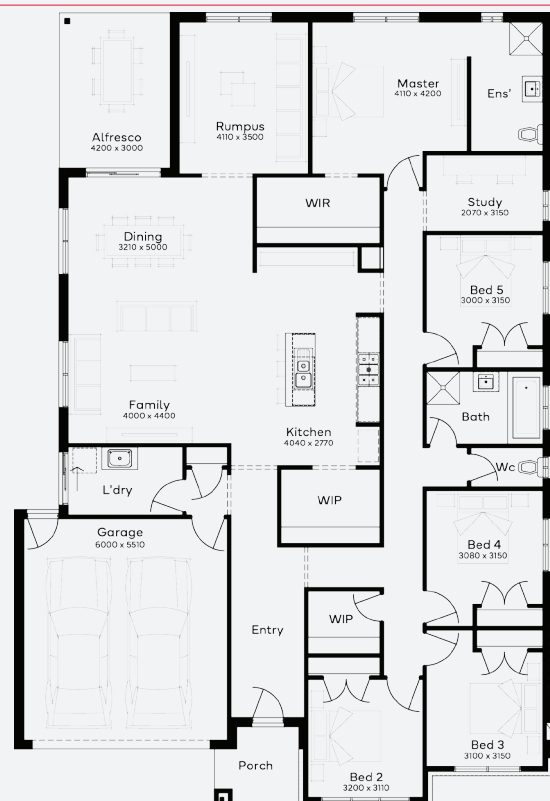 Alfresco
4200 x 3000
Rumpus
4110 x 3500
Master
4110 x 4200
Ens'
WIR
Study
2070 x 3150
Dining
3210 x 5000
Bed 5
3000 x 3150
Family
4000 x 4400
Kitchen
4040 x 2770
Bath
Wc
L'dry
WIP
Garage
6000 x 5510
Bed 4
3080 x 3150
Entry
WIP
Porch
Bed 2
3200 x 3110
Bed 3
3100 x 3150